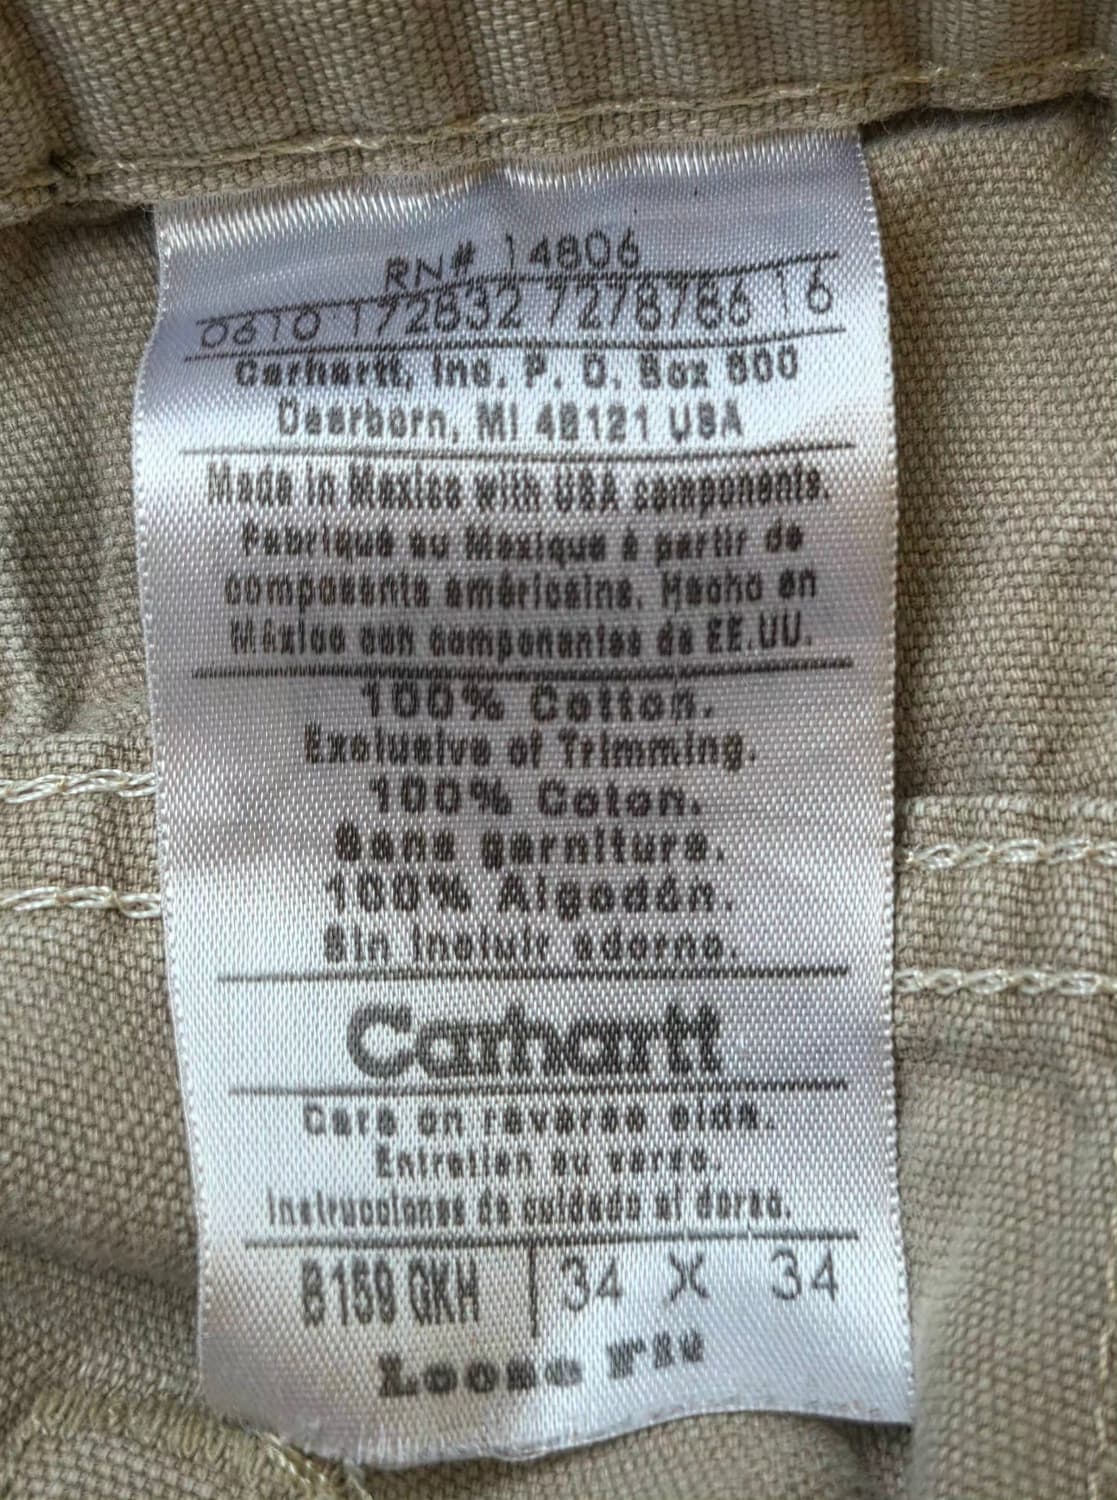 RN# 14806
0610 172832 7278786 16
Carhartt, Inc. P. O. Box 600
Dearborn, MI 48121 USA
Made in Mexico with USA components.
Fabriqué au Mexique à partir de
composants américains. Hecho en
México con componentes de EE.UU.
100% Cotton.
Exclusive of Trimming.
100% Coton.
Sans garniture.
100% Algodón.
Sin incluir adorno.
Carhartt
Care on reverse side.
Entretien au verso.
Instrucciones de cuidado al dorso.
B159 GKH | 34 X 34
Loose Fit